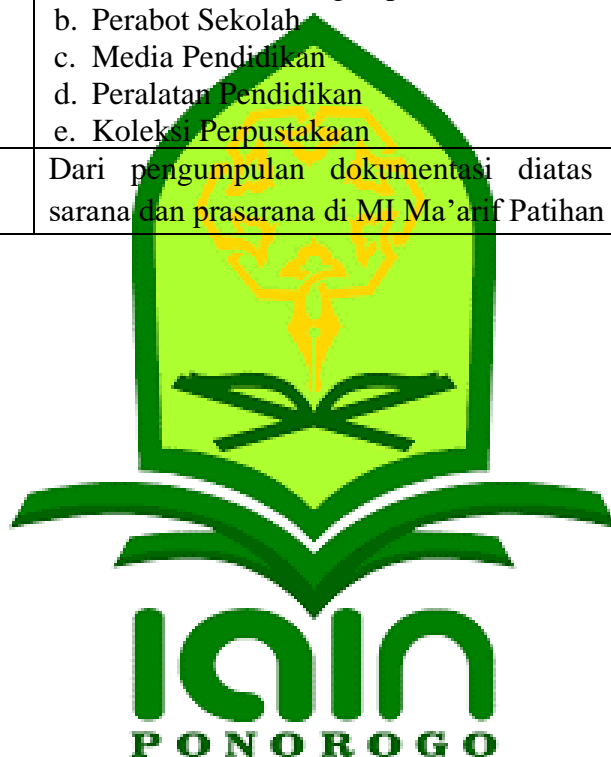 b. Perabot Sekolah
c. Media Pendidikan
d. Peralatan Pendidikan
e. Koleksi Perpustakaan
Dari pengumpulan dokumentasi diatas
sarana dan prasarana di MI Ma'arif Patihan
iain
PONOROGO